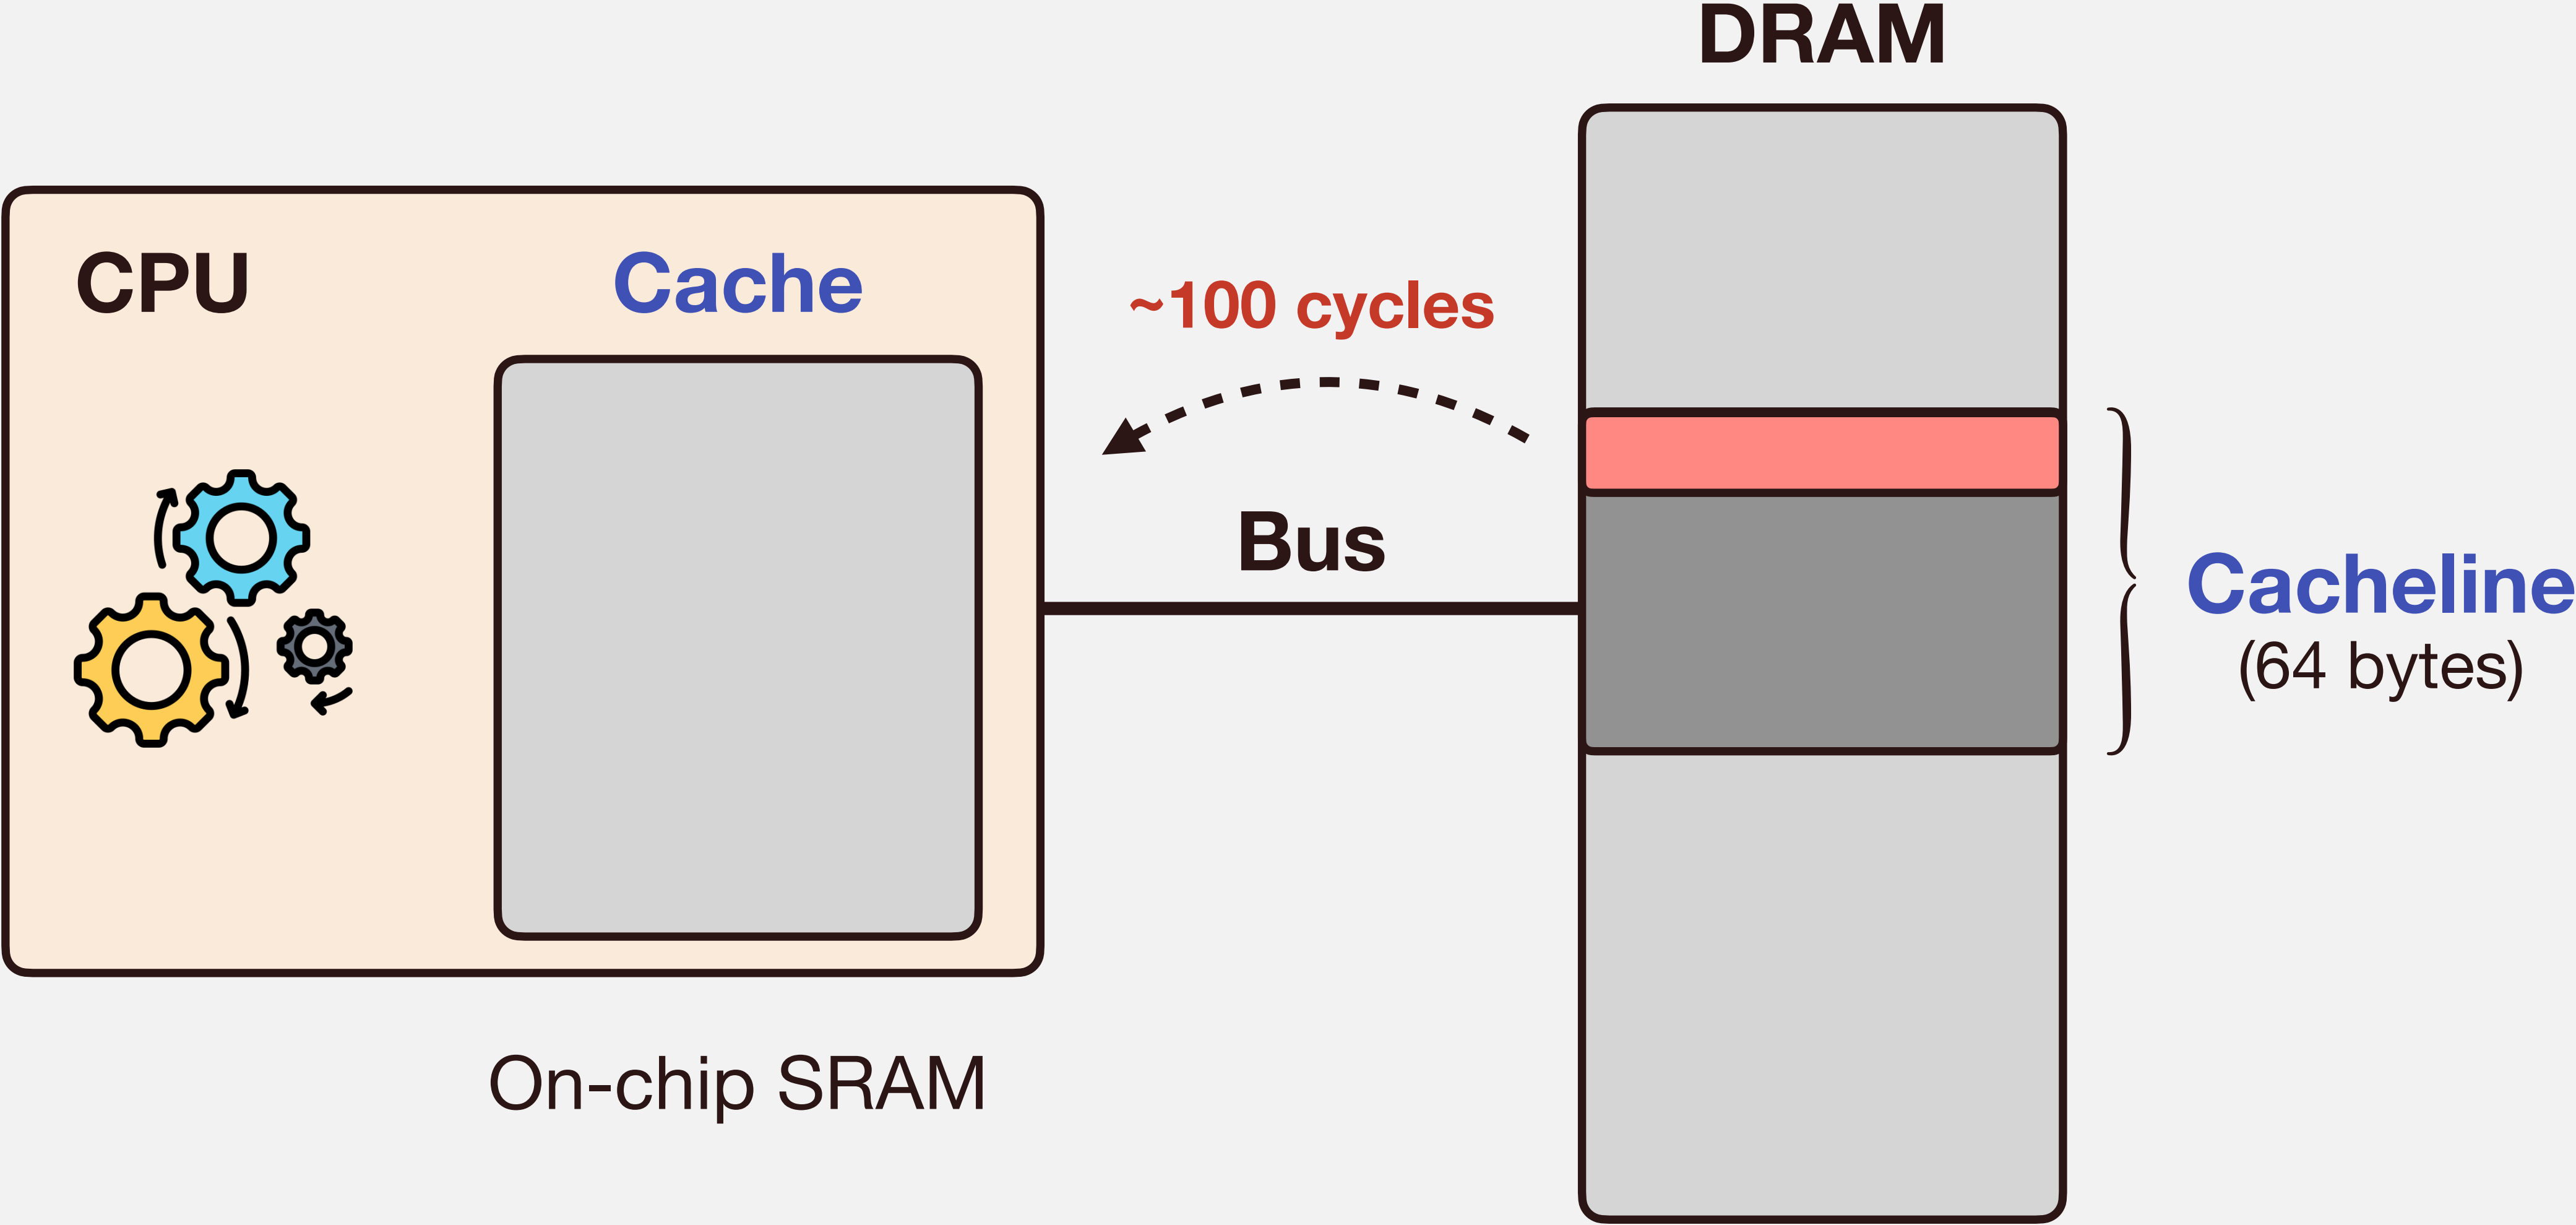 DRAM
CPU
Cache
~100 cycles
Bus
Cacheline
(64 bytes)
On-chip SRAM